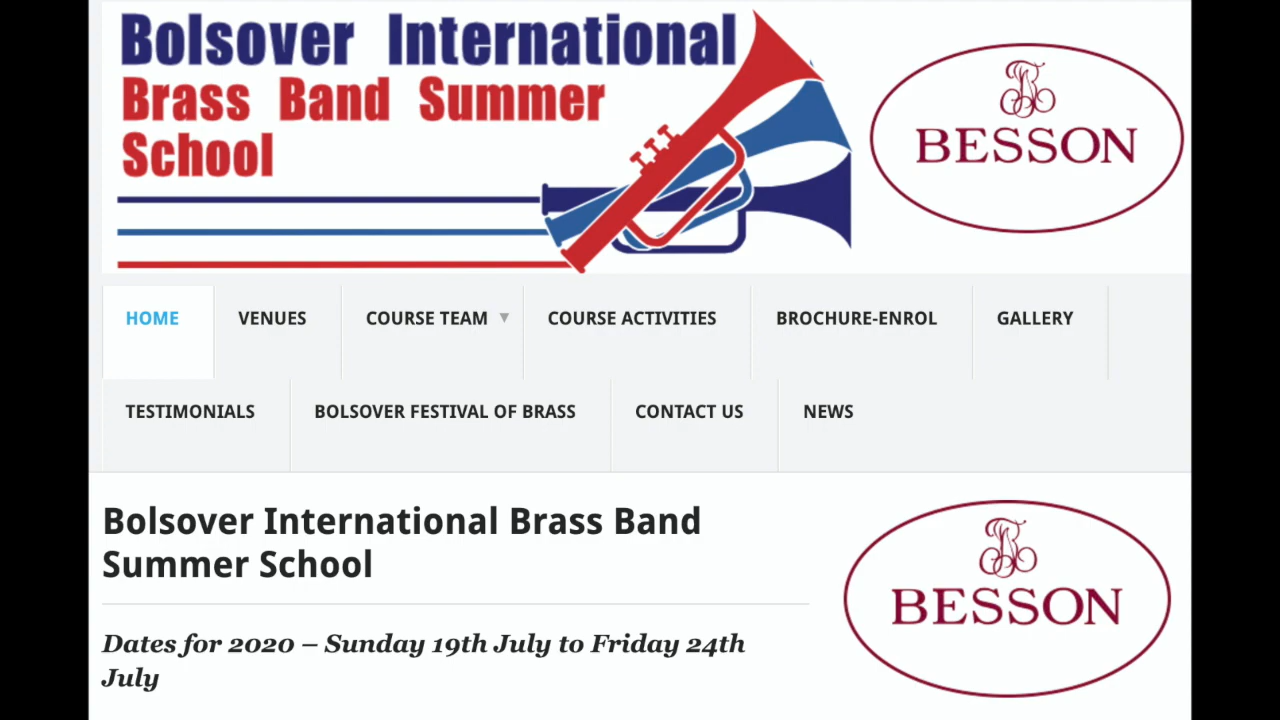 Bolsover International
Brass Band Summer
School
BESSON
HOME
VENUES
COURSE TEAM ▼
COURSE ACTIVITIES
BROCHURE-ENROL
GALLERY
TESTIMONIALS
BOLSOVER FESTIVAL OF BRASS
CONTACT US
NEWS
Bolsover International Brass Band
Summer School
BESSON
Dates for 2020 – Sunday 19th July to Friday 24th
July